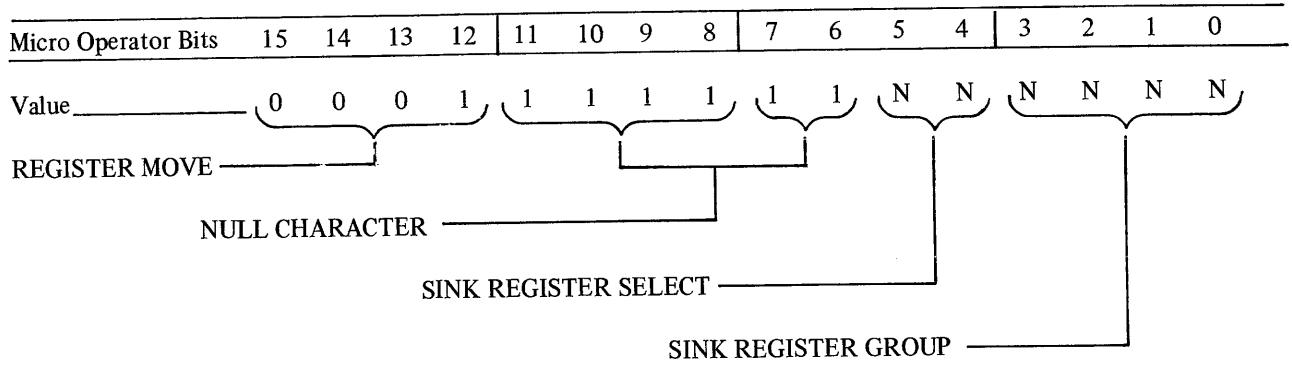 Micro Operator Bits 15 14 13 12 11 10 9 8 7 6 5 4 3 2 1 0
Value 0 0 0 1 1 1 1 1 1 1 N N N N N N
REGISTER MOVE
NULL CHARACTER
SINK REGISTER SELECT
SINK REGISTER GROUP